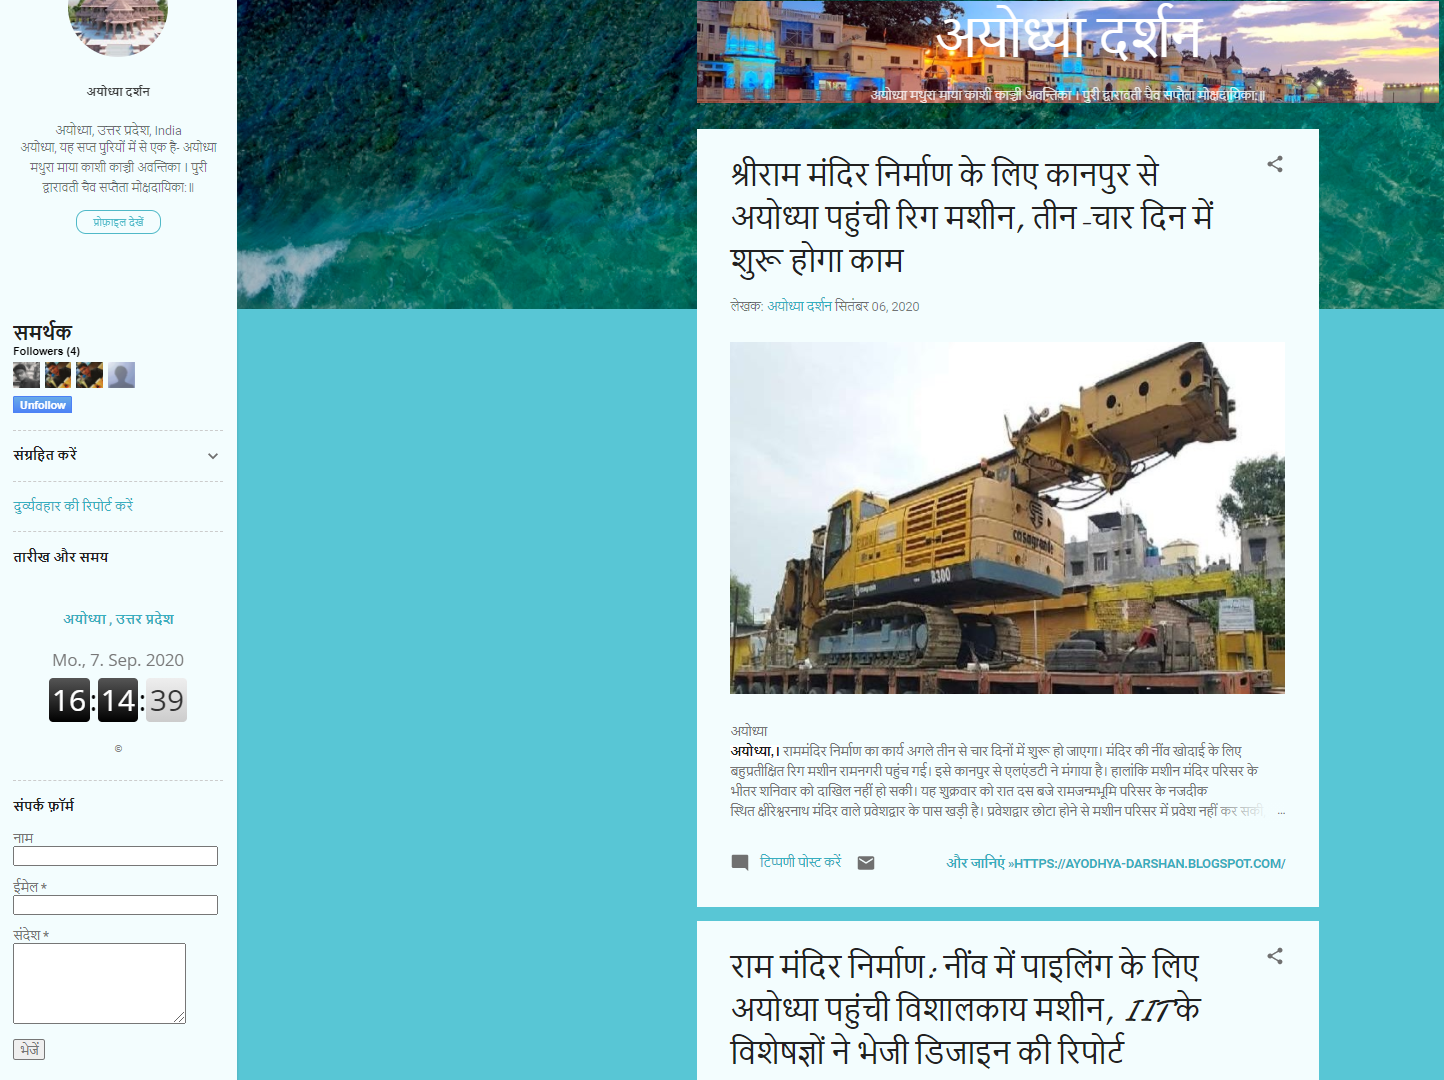 अयोध्या दर्शन
अयोध्या, उत्तर प्रदेश, India
अयोध्या, यह सप्त पुरियों में से एक है- अयोध्या
मथुरा माया काशी काञ्ची अवन्तिका । पुरी
द्वारावती चैव सप्तैता मोक्षदायिका:॥
प्रोफ़ाइल देखें
समर्थक
Followers (4)
Unfollow
संग्रहित करें
दुर्व्यवहार की रिपोर्ट करें
तारीख और समय
अयोध्या , उत्तर प्रदेश
Mo., 7. Sep. 2020
16:14:39
©
संपर्क फ़ॉर्म
नाम
ईमेल *
संदेश *
भेजें
अयोध्या दर्शन
अयोध्या मथुरा माया काशी काञ्ची अवन्तिका । पुरी द्वारावती चैव सप्तैता मोक्षदायिका:॥
श्रीराम मंदिर निर्माण के लिए कानपुर से
अयोध्या पहुंची रिग मशीन, तीन-चार दिन में
शुरू होगा काम
लेखक: अयोध्या दर्शन सितंबर 06, 2020
casagrande
B300
अयोध्या
अयोध्या,। राममंदिर निर्माण का कार्य अगले तीन से चार दिनों में शुरू हो जाएगा। मंदिर की नींव खोदाई के लिए
बहुप्रतीक्षित रिग मशीन रामनगरी पहुंच गई। इसे कानपुर से एलएंडटी ने मंगाया है। हालांकि मशीन मंदिर परिसर के
भीतर शनिवार को दाखिल नहीं हो सकी। यह शुक्रवार को रात दस बजे रामजन्मभूमि परिसर के नजदीक
स्थित क्षीरेश्वरनाथ मंदिर वाले प्रवेशद्वार के पास खड़ी है। प्रवेशद्वार छोटा होने से मशीन परिसर में प्रवेश नहीं कर सकी ...
टिप्पणी पोस्ट करें
और जानिएं »HTTPS://AYODHYA-DARSHAN.BLOGSPOT.COM/
राम मंदिर निर्माण: नींव में पाइलिंग के लिए
अयोध्या पहुंची विशालकाय मशीन, IIT के
विशेषज्ञों ने भेजी डिजाइन की रिपोर्ट